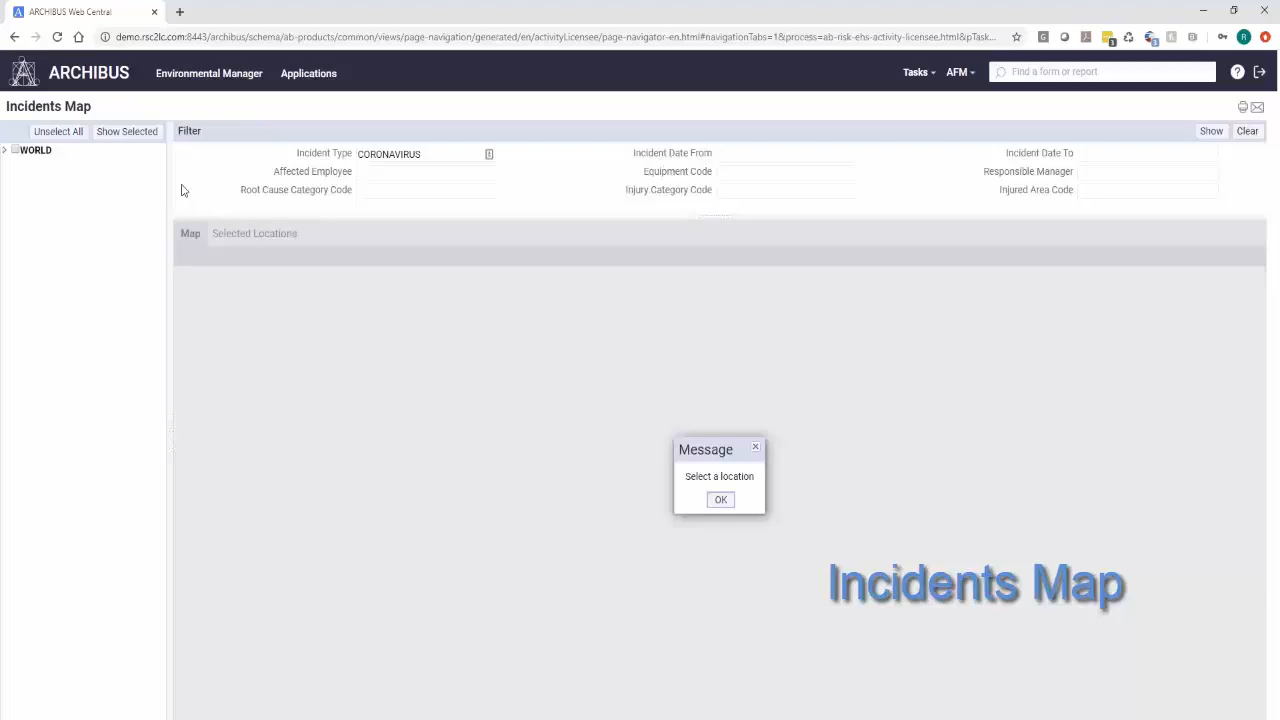 ARCHIBUS Web Central
demo.rsc2lc.com:8443/archibus/schema/ab-products/common/views/page-navigation/generated/en/activityLicensee/page-navigator-en.html#navigationTabs=1&process=ab-risk-ehs-activity-licensee.html&pTask...
ARCHIBUS Environmental Manager Applications Tasks AFM Find a form or report
Incidents Map
Unselect All Show Selected Filter Show Clear
WORLD
Incident Type CORONAVIRUS Incident Date From Incident Date To
Affected Employee Equipment Code Responsible Manager
Root Cause Category Code Injury Category Code Injured Area Code
Map Selected Locations
Message
Select a location
OK
Incidents Map